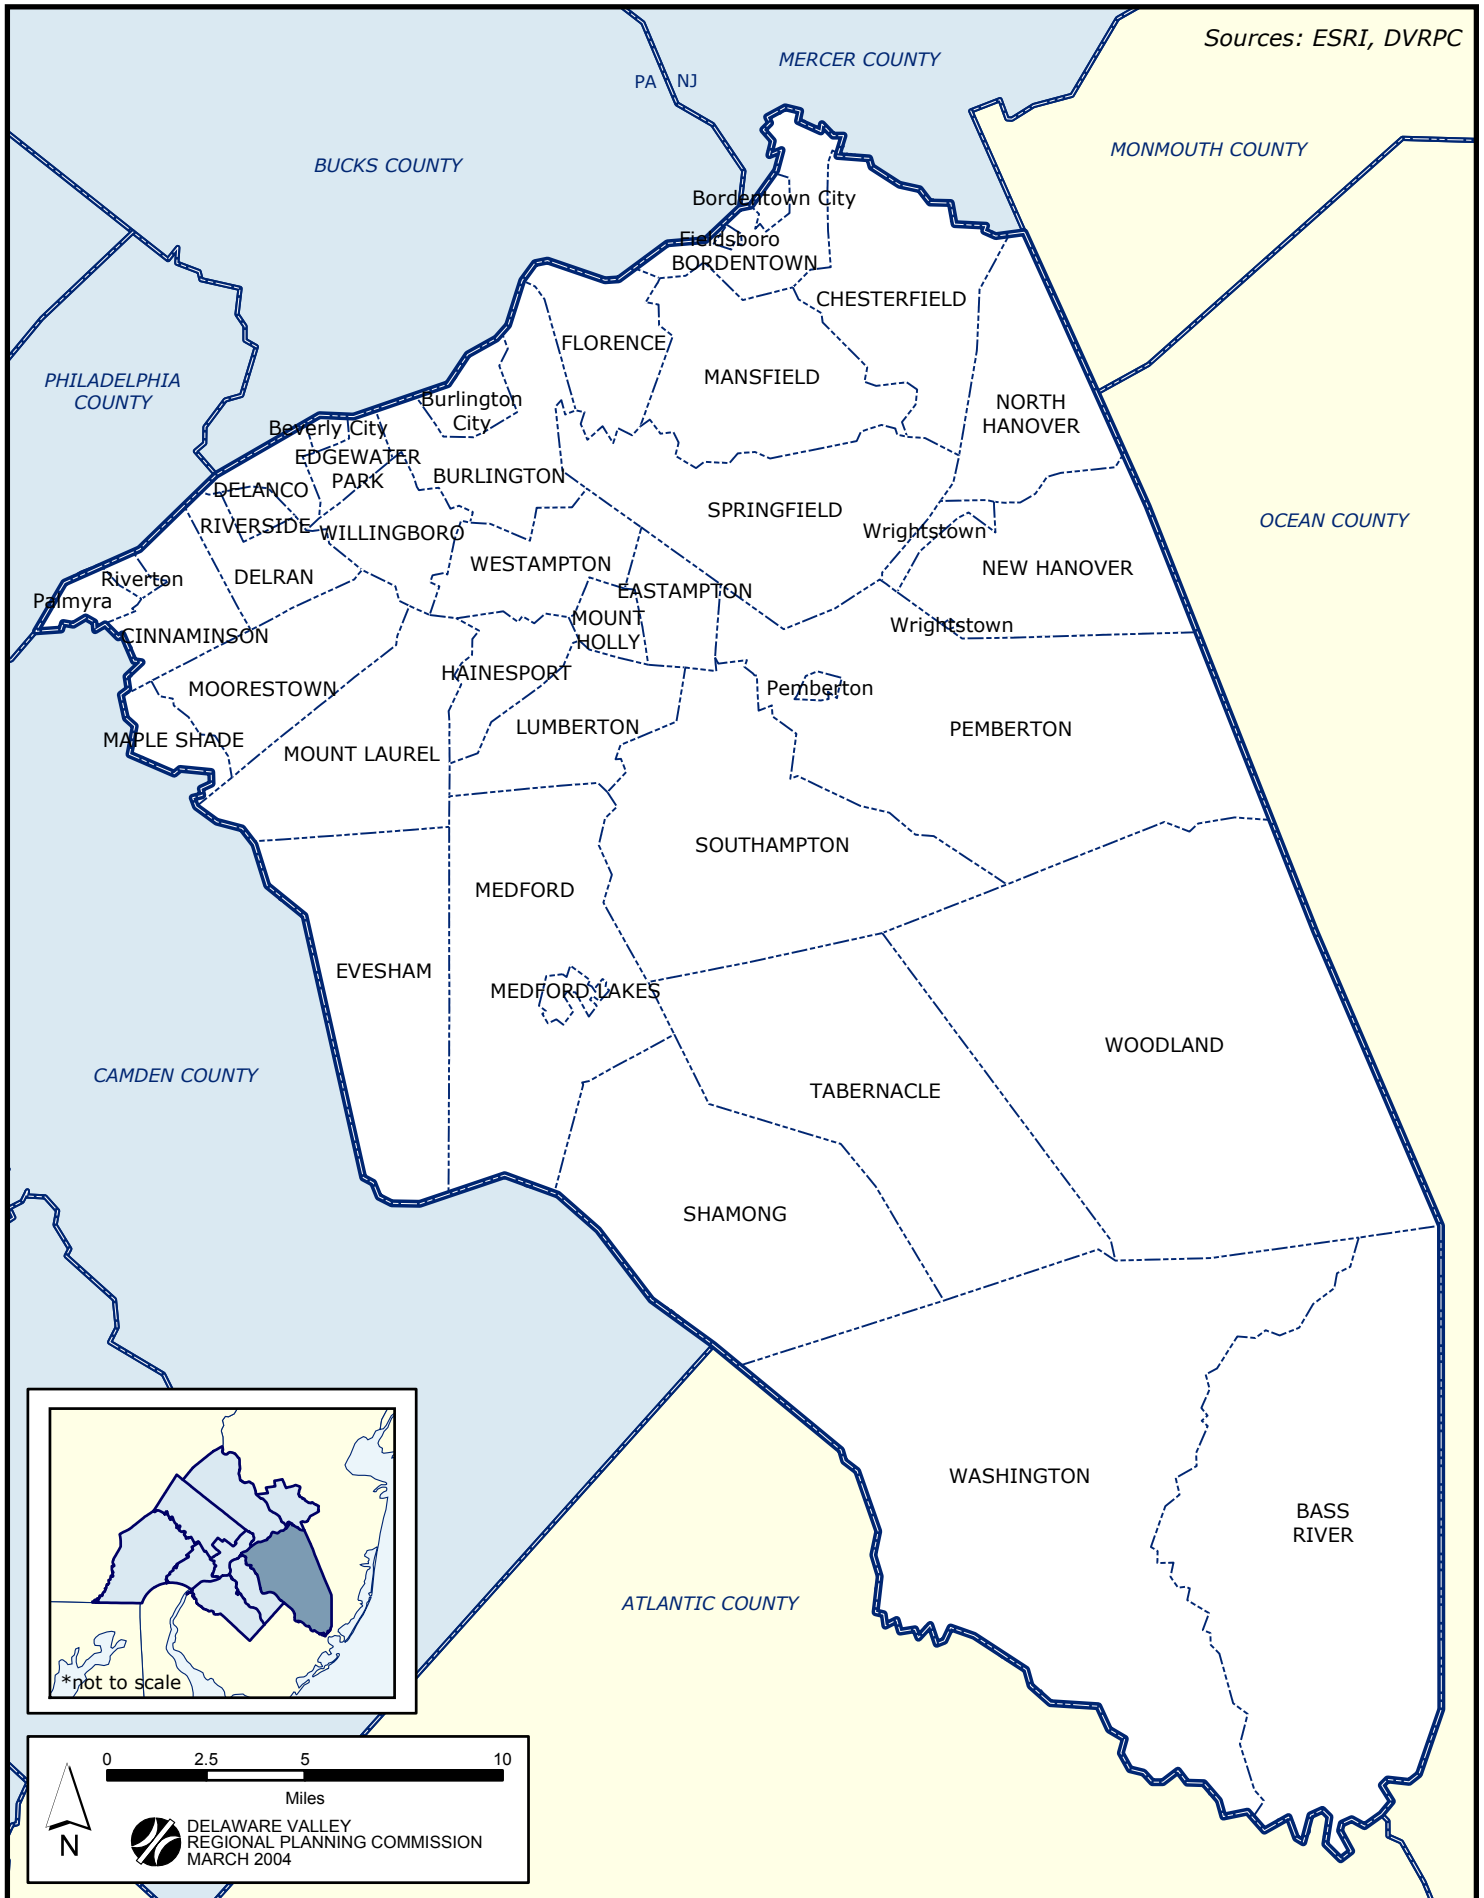 Sources: ESRI, DVRPC
MERCER COUNTY
PA
NJ
MONMOUTH COUNTY
BUCKS COUNTY
Bordentown City
Fieldsboro
BORDENTOWN
CHESTERFIELD
FLORENCE
MANSFIELD
PHILADELPHIA
COUNTY
Burlington
City
NORTH
HANOVER
Beverly City
EDGEWATER
PARK
BURLINGTON
DELANCO
SPRINGFIELD
OCEAN COUNTY
RIVERSIDE
WILLINGBORO
Wrightstown
WESTAMPTON
NEW HANOVER
Riverton
DELRAN
EASTAMPTON
Palmyra
MOUNT
HOLLY
Wrightstown
CINNAMINSON
HAINESPORT
MOORESTOWN
Pemberton
LUMBERTON
PEMBERTON
MAPLE SHADE
MOUNT LAUREL
SOUTHAMPTON
MEDFORD
EVESHAM
MEDFORD LAKES
WOODLAND
CAMDEN COUNTY
TABERNACLE
SHAMONG
WASHINGTON
BASS
RIVER
ATLANTIC COUNTY
*not to scale
0 2.5 5 10
Miles
N
DELAWARE VALLEY
REGIONAL PLANNING COMMISSION
MARCH 2004